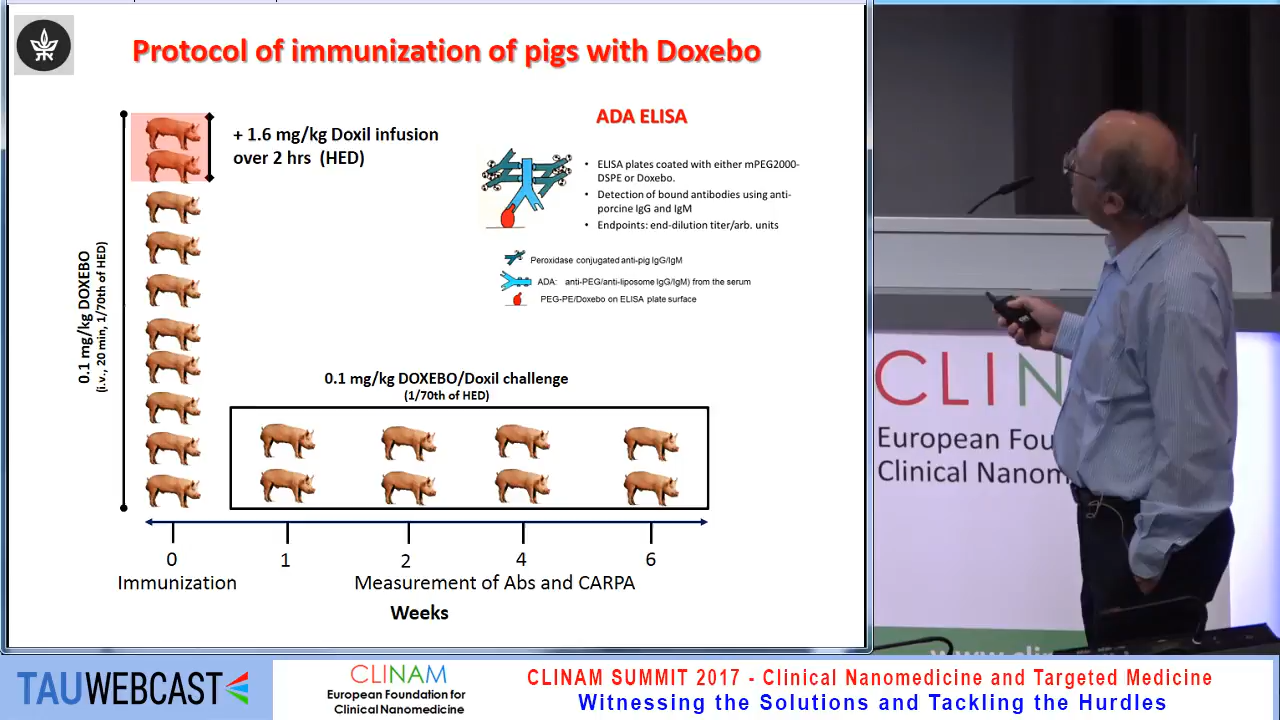 Protocol of immunization of pigs with Doxebo
+ 1.6 mg/kg Doxil infusion
over 2 hrs (HED)
ADA ELISA
• ELISA plates coated with either mPEG2000-
DSPE or Doxebo.
• Detection of bound antibodies using anti-
porcine IgG and IgM
• Endpoints: end-dilution titer/arb. units
Peroxidase conjugated anti-pig IgG/IgM
ADA: anti-PEG/anti-liposome IgG/IgM) from the serum
PEG-PE/Doxebo on ELISA plate surface
0.1 mg/kg DOXEBO
(i.v., 20 min, 1/70th of HED)
0.1 mg/kg DOXEBO/Doxil challenge
(1/70th of HED)
0 1 2 4 6
Immunization Measurement of Abs and CARPA
Weeks
CLIN
European Fou
Clinical Nanom
TAUWEBCAST
CLINAM
European Foundation for
Clinical Nanomedicine
CLINAM SUMMIT 2017 - Clinical Nanomedicine and Targeted Medicine
Witnessing the Solutions and Tackling the Hurdles